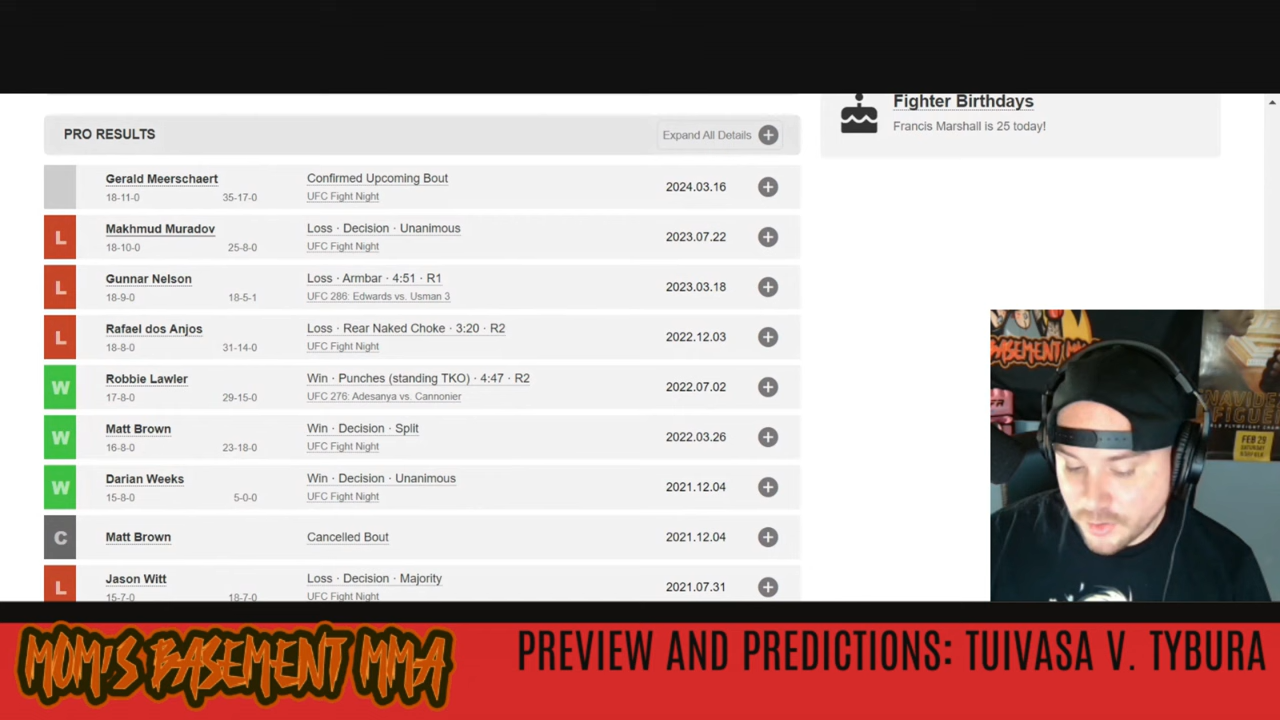 Fighter Birthdays
Francis Marshall is 25 today!
PRO RESULTS
Expand All Details
Gerald Meerschaert
18-11-0 35-17-0
Confirmed Upcoming Bout
UFC Fight Night
2024.03.16
L
Makhmud Muradov
18-10-0 25-8-0
Loss · Decision · Unanimous
UFC Fight Night
2023.07.22
L
Gunnar Nelson
18-9-0 18-5-1
Loss · Armbar · 4:51 · R1
UFC 286: Edwards vs. Usman 3
2023.03.18
L
Rafael dos Anjos
18-8-0 31-14-0
Loss · Rear Naked Choke · 3:20 · R2
UFC Fight Night
2022.12.03
W
Robbie Lawler
17-8-0 29-15-0
Win · Punches (standing TKO) · 4:47 · R2
UFC 276: Adesanya vs. Cannonier
2022.07.02
W
Matt Brown
16-8-0 23-18-0
Win · Decision · Split
UFC Fight Night
2022.03.26
W
Darian Weeks
15-8-0 5-0-0
Win · Decision · Unanimous
UFC Fight Night
2021.12.04
C
Matt Brown
Cancelled Bout
2021.12.04
L
Jason Witt
15-7-0 18-7-0
Loss · Decision · Majority
UFC Fight Night
2021.07.31
BASEMENT
FEB 29
MOM'S BASEMENT MMA
PREVIEW AND PREDICTIONS: TUIVASA V. TYBURA